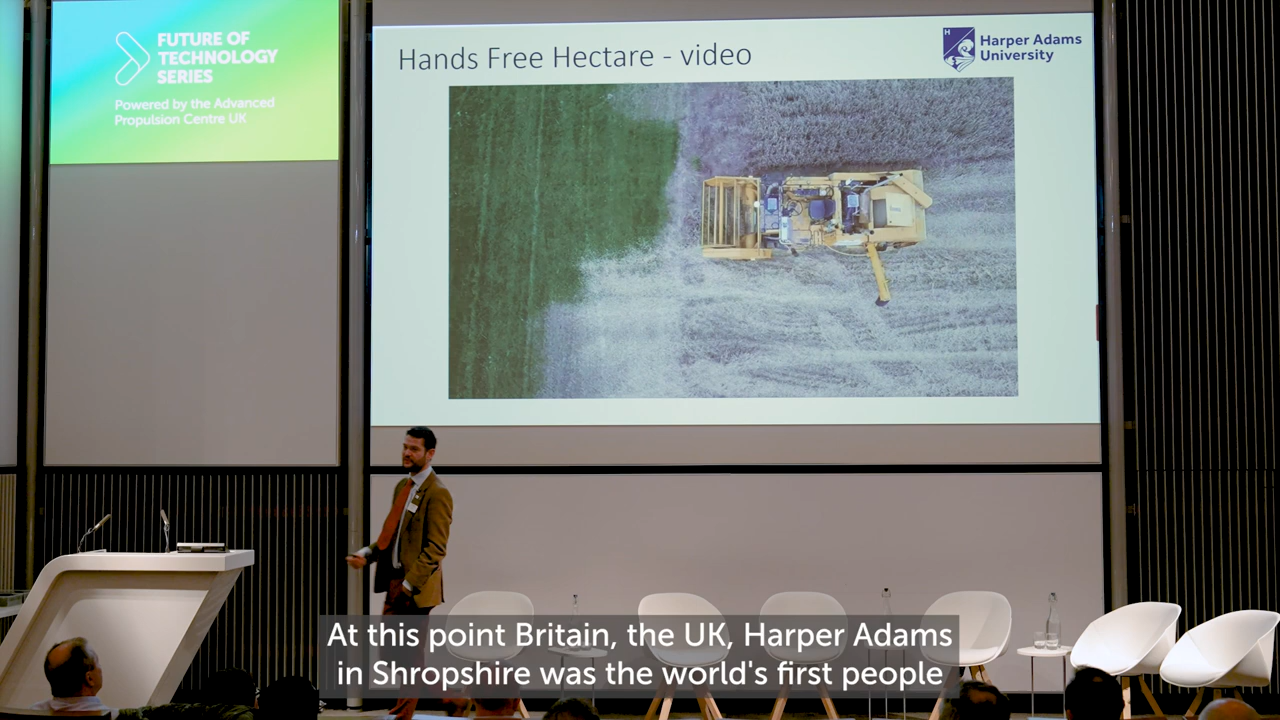 FUTURE OF
TECHNOLOGY
SERIES
Powered by the Advanced
Propulsion Centre UK
Hands Free Hectare - video
H
Harper Adams
University
At this point Britain, the UK, Harper Adams
in Shropshire was the world's first people